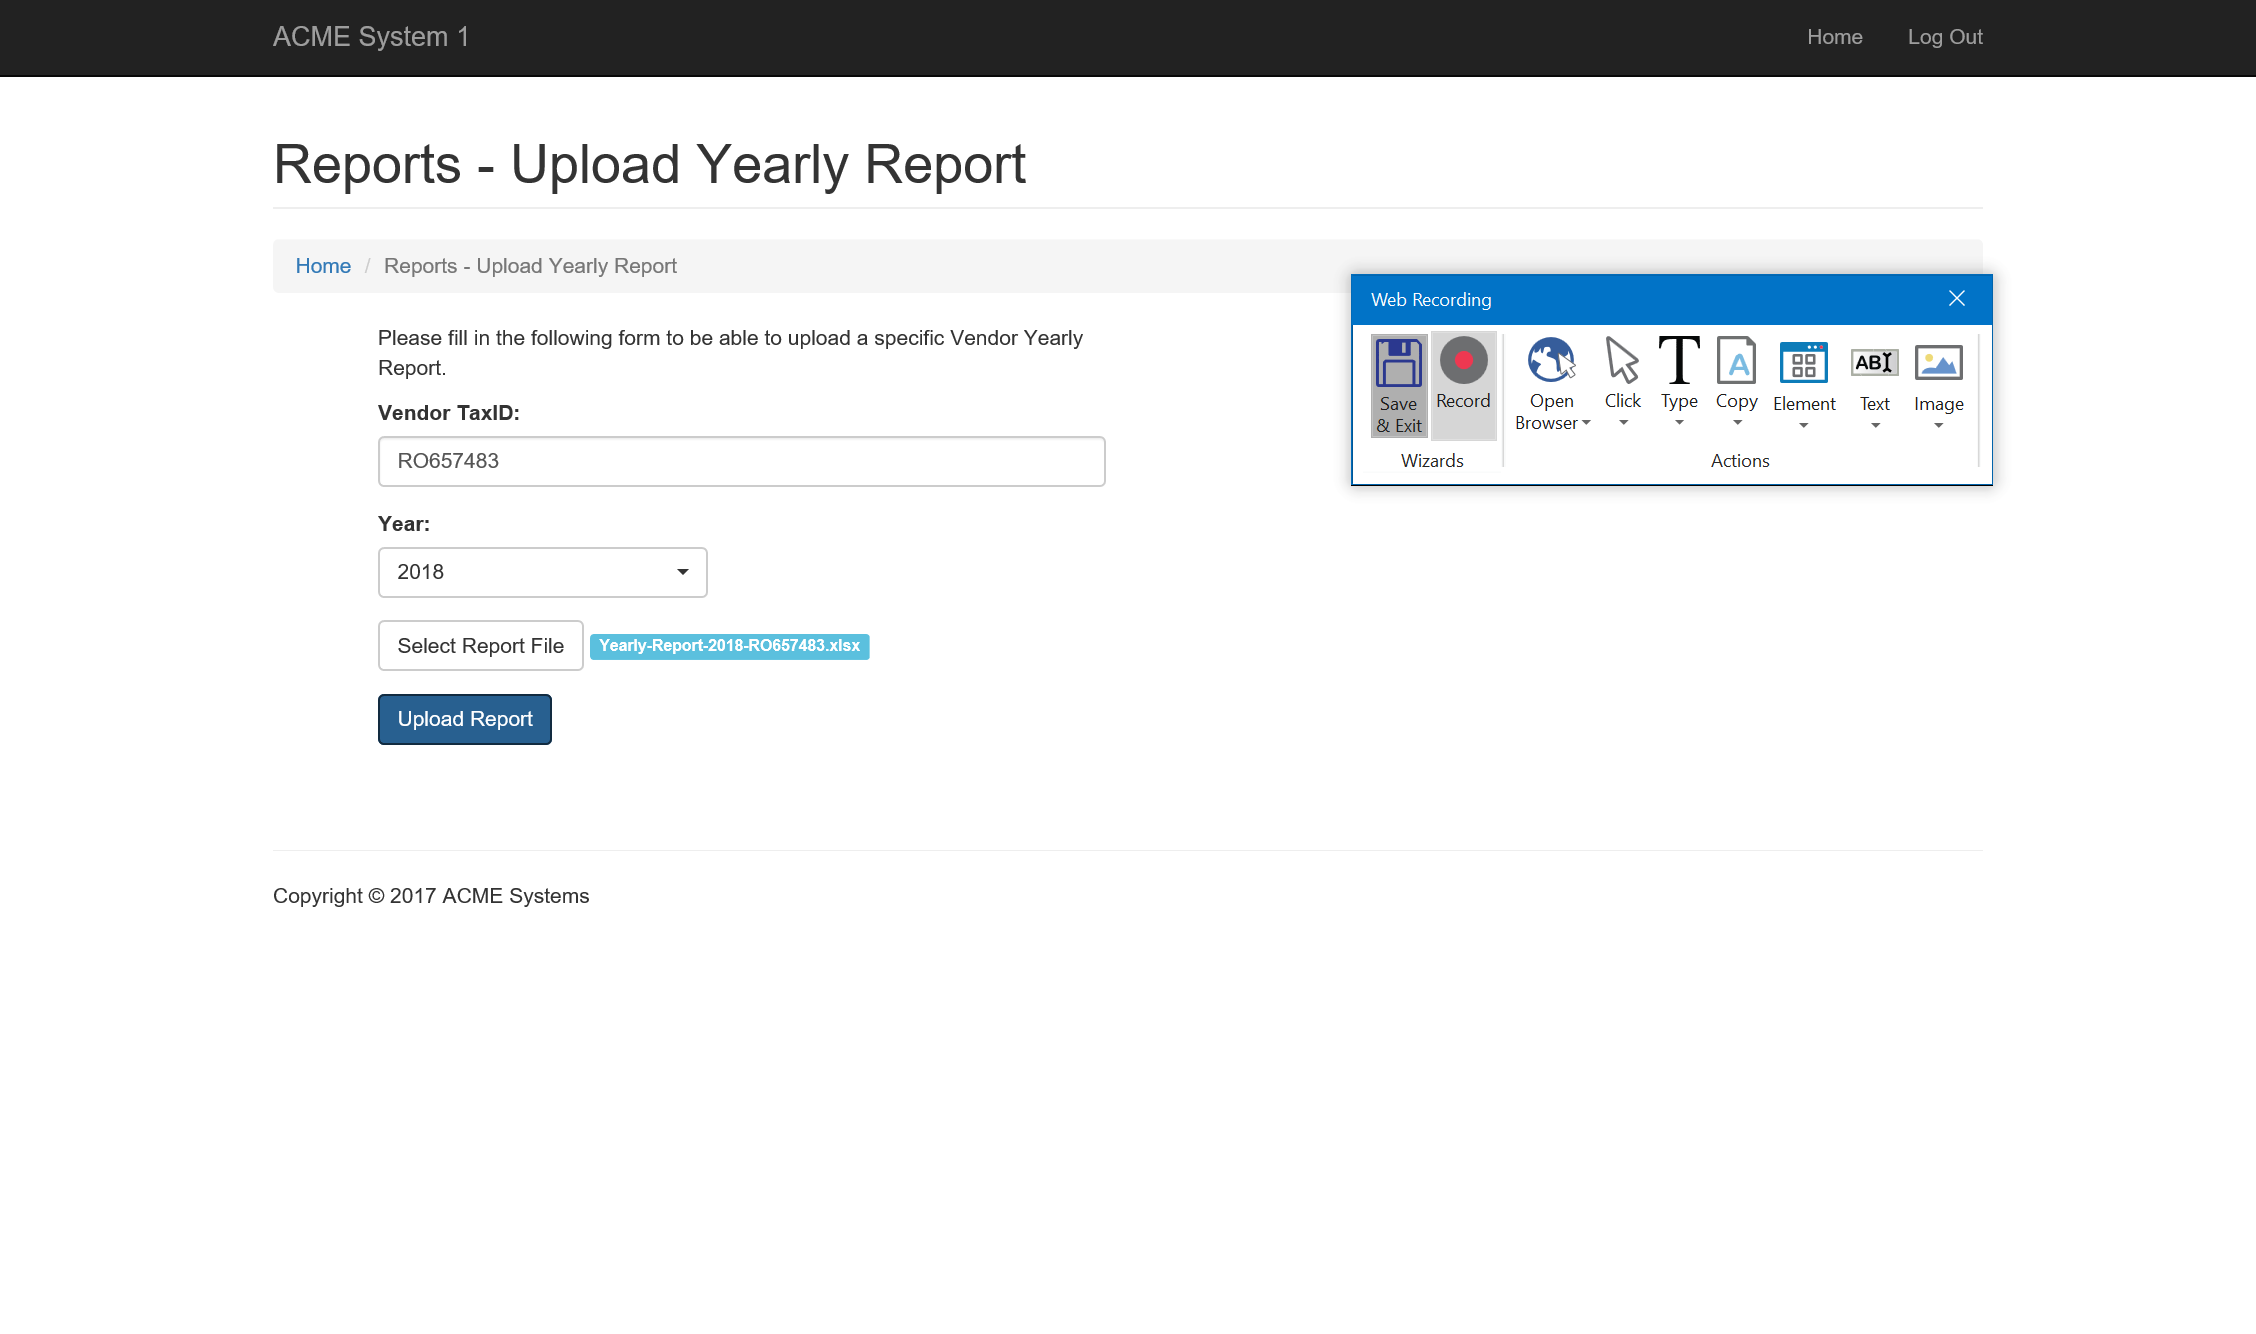 ACME System 1
Home
Log Out
Reports - Upload Yearly Report
Home / Reports - Upload Yearly Report
Please fill in the following form to be able to upload a specific Vendor Yearly
Report.
Vendor TaxID:
RO657483
Year:
2018
Select Report File
Yearly-Report-2018-RO657483.xlsx
Upload Report
Web Recording
Save
& Exit
Record
Wizards
Open
Browser
Click
Type
Copy
Element
ABI
Text
Image
Actions
Copyright © 2017 ACME Systems